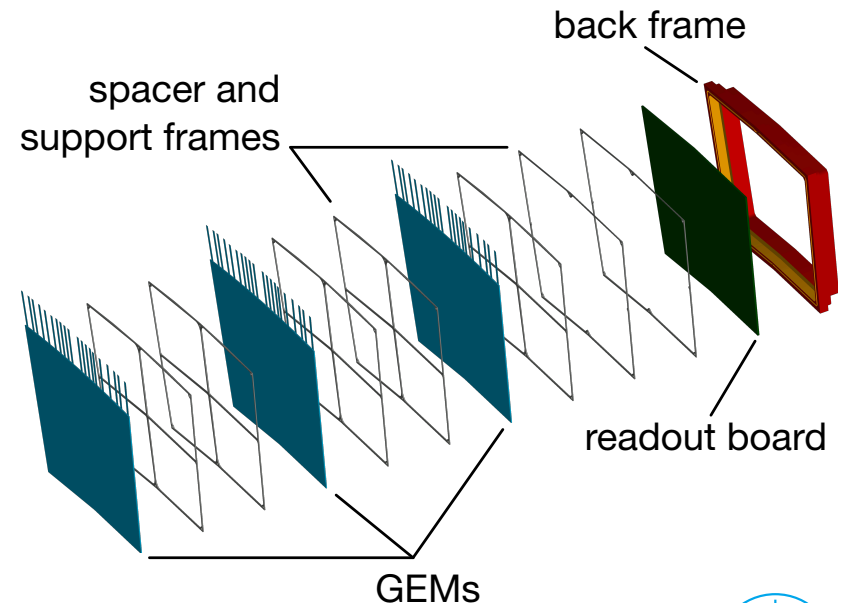 back frame
spacer and
support frames
readout board
GEMs